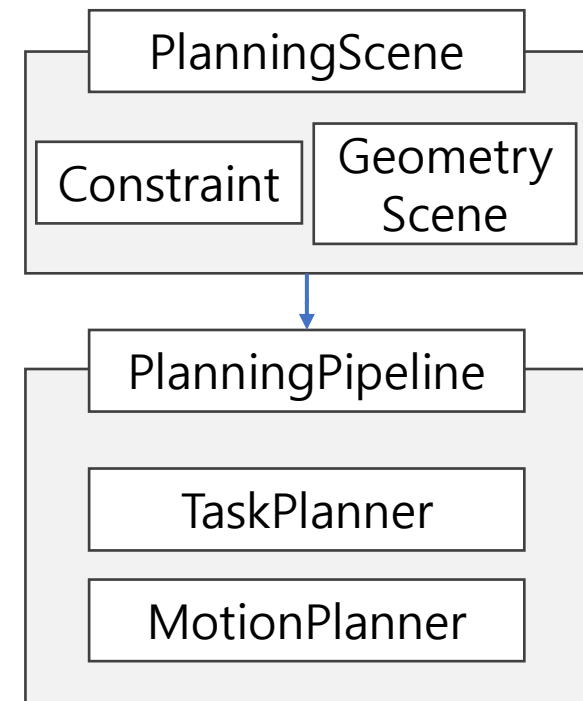 PlanningScene
Constraint
Geometry
Scene
PlanningPipeline
TaskPlanner
MotionPlanner